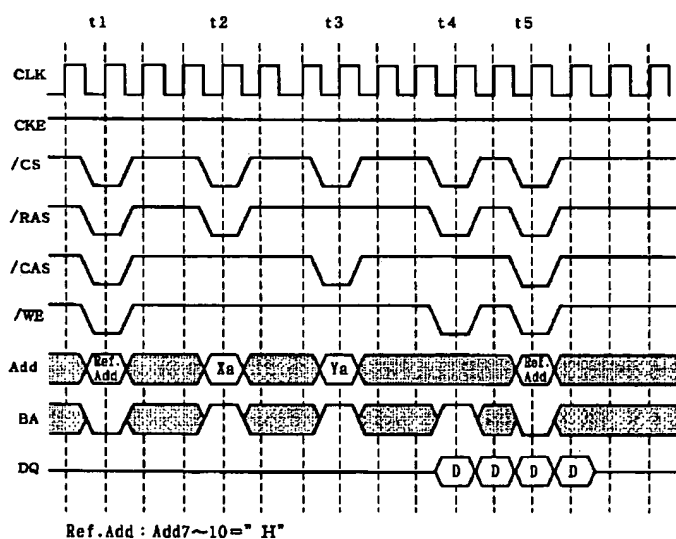 t1 t2 t3 t4 t5
CLK
CKE
/CS
/RAS
/CAS
/WE
Add Ref. Add Xa Ya Ref. Add
BA
DQ D D D D
Ref.Add : Add7~10=" H"